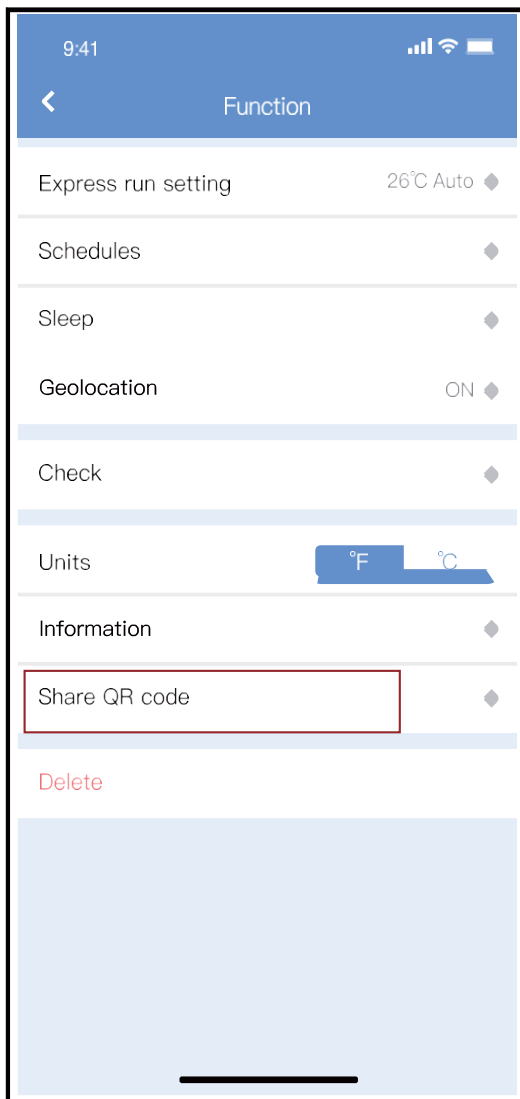 9:41
Function
Express run setting 26℃ Auto
Schedules
Sleep
Geolocation ON
Check
Units ℉ ℃
Information
Share QR code
Delete